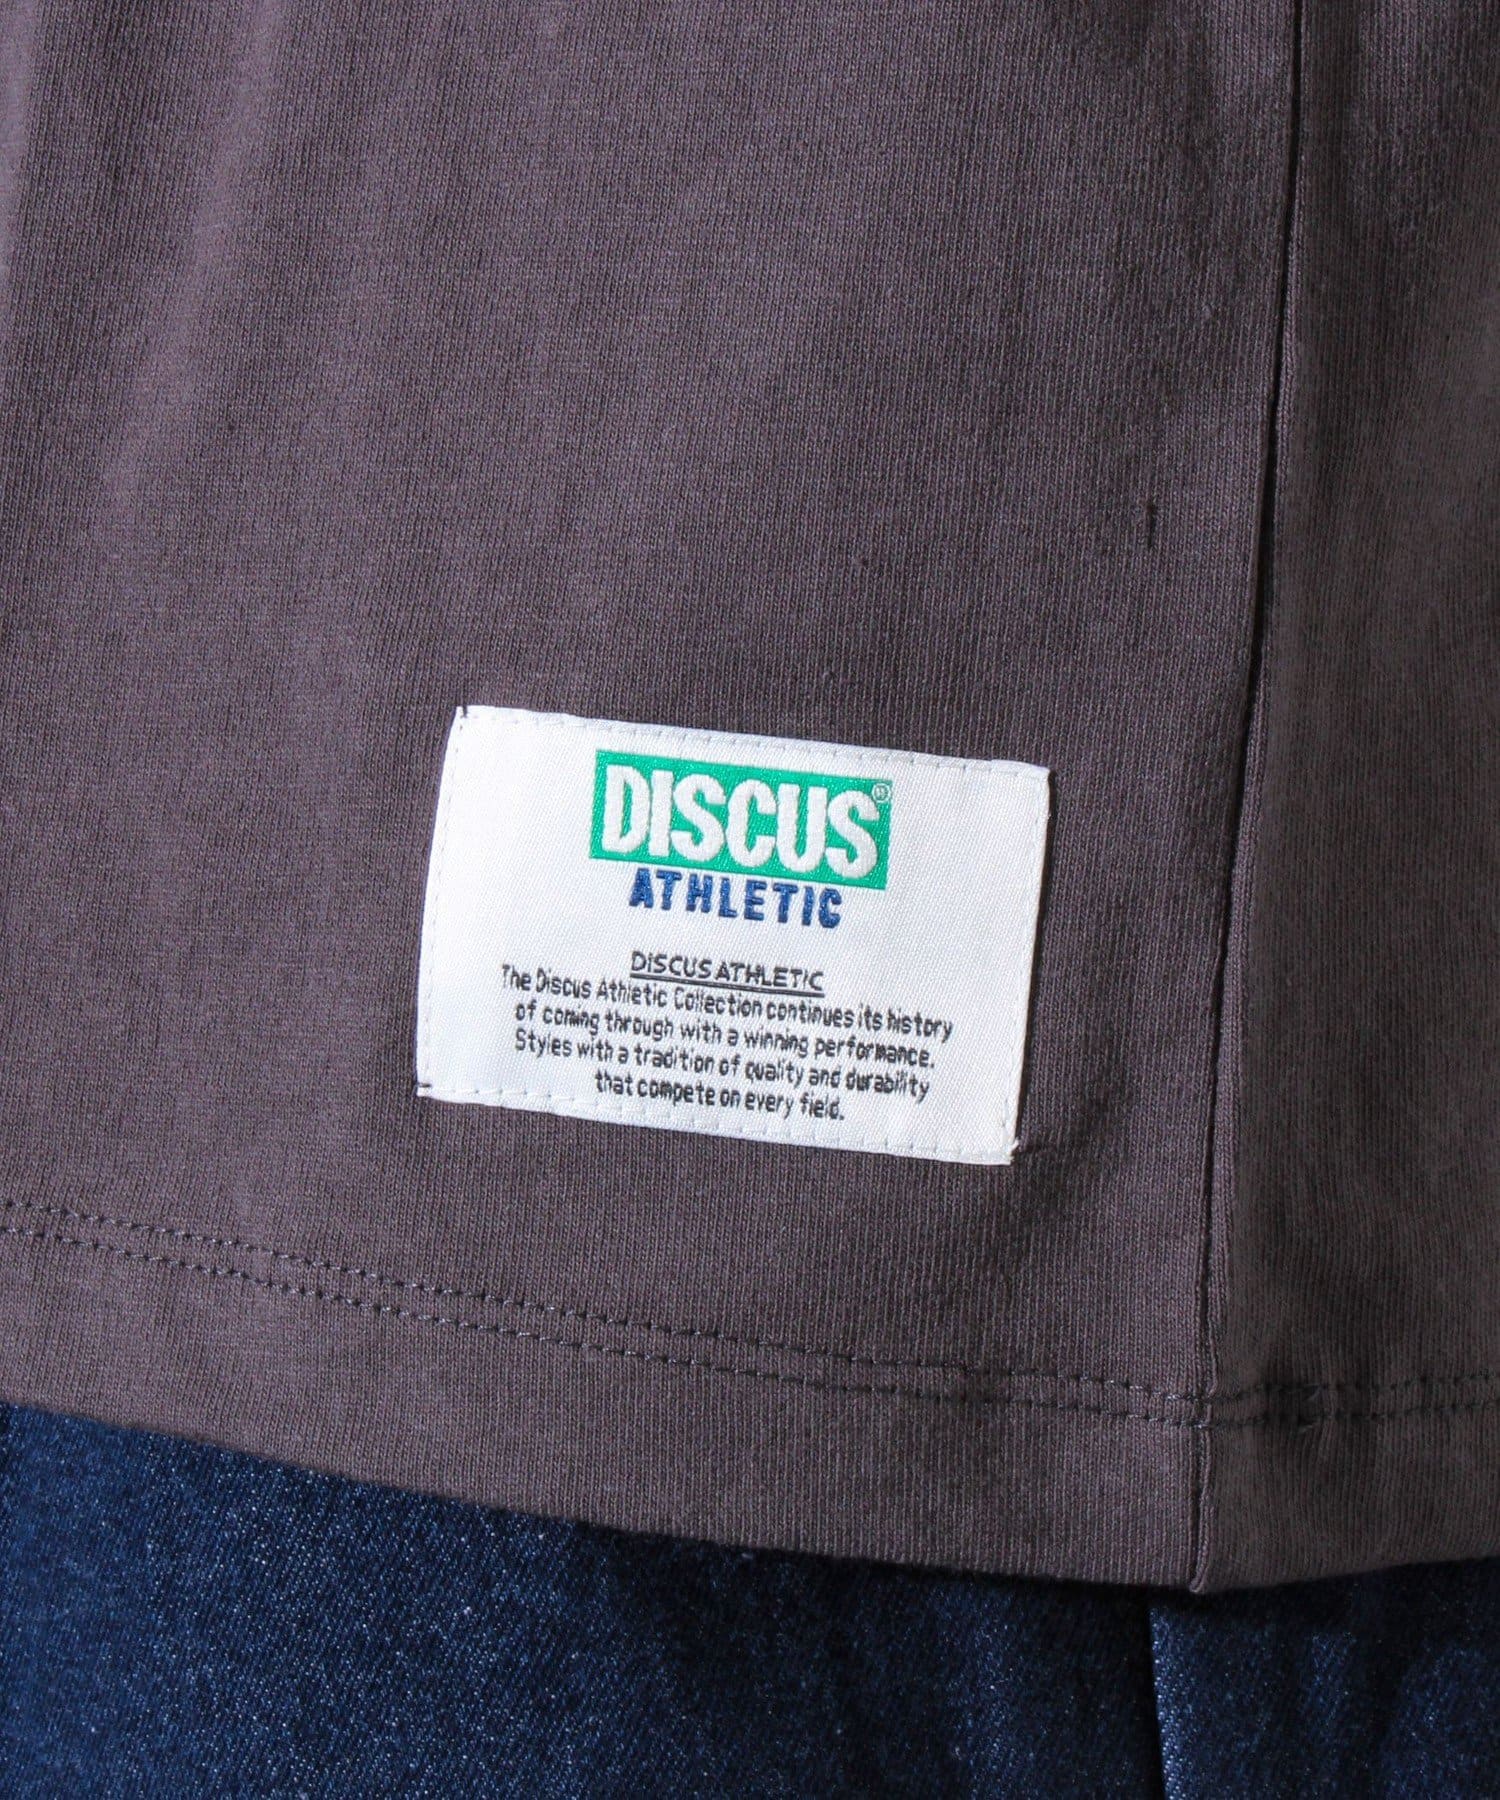 DISCUS®
ATHLETIC
DISCUS ATHLETIC
The Discus Athletic Collection continues its history
of coming through with a winning performance.
Styles with a tradition of quality and durability
that compete on every field.